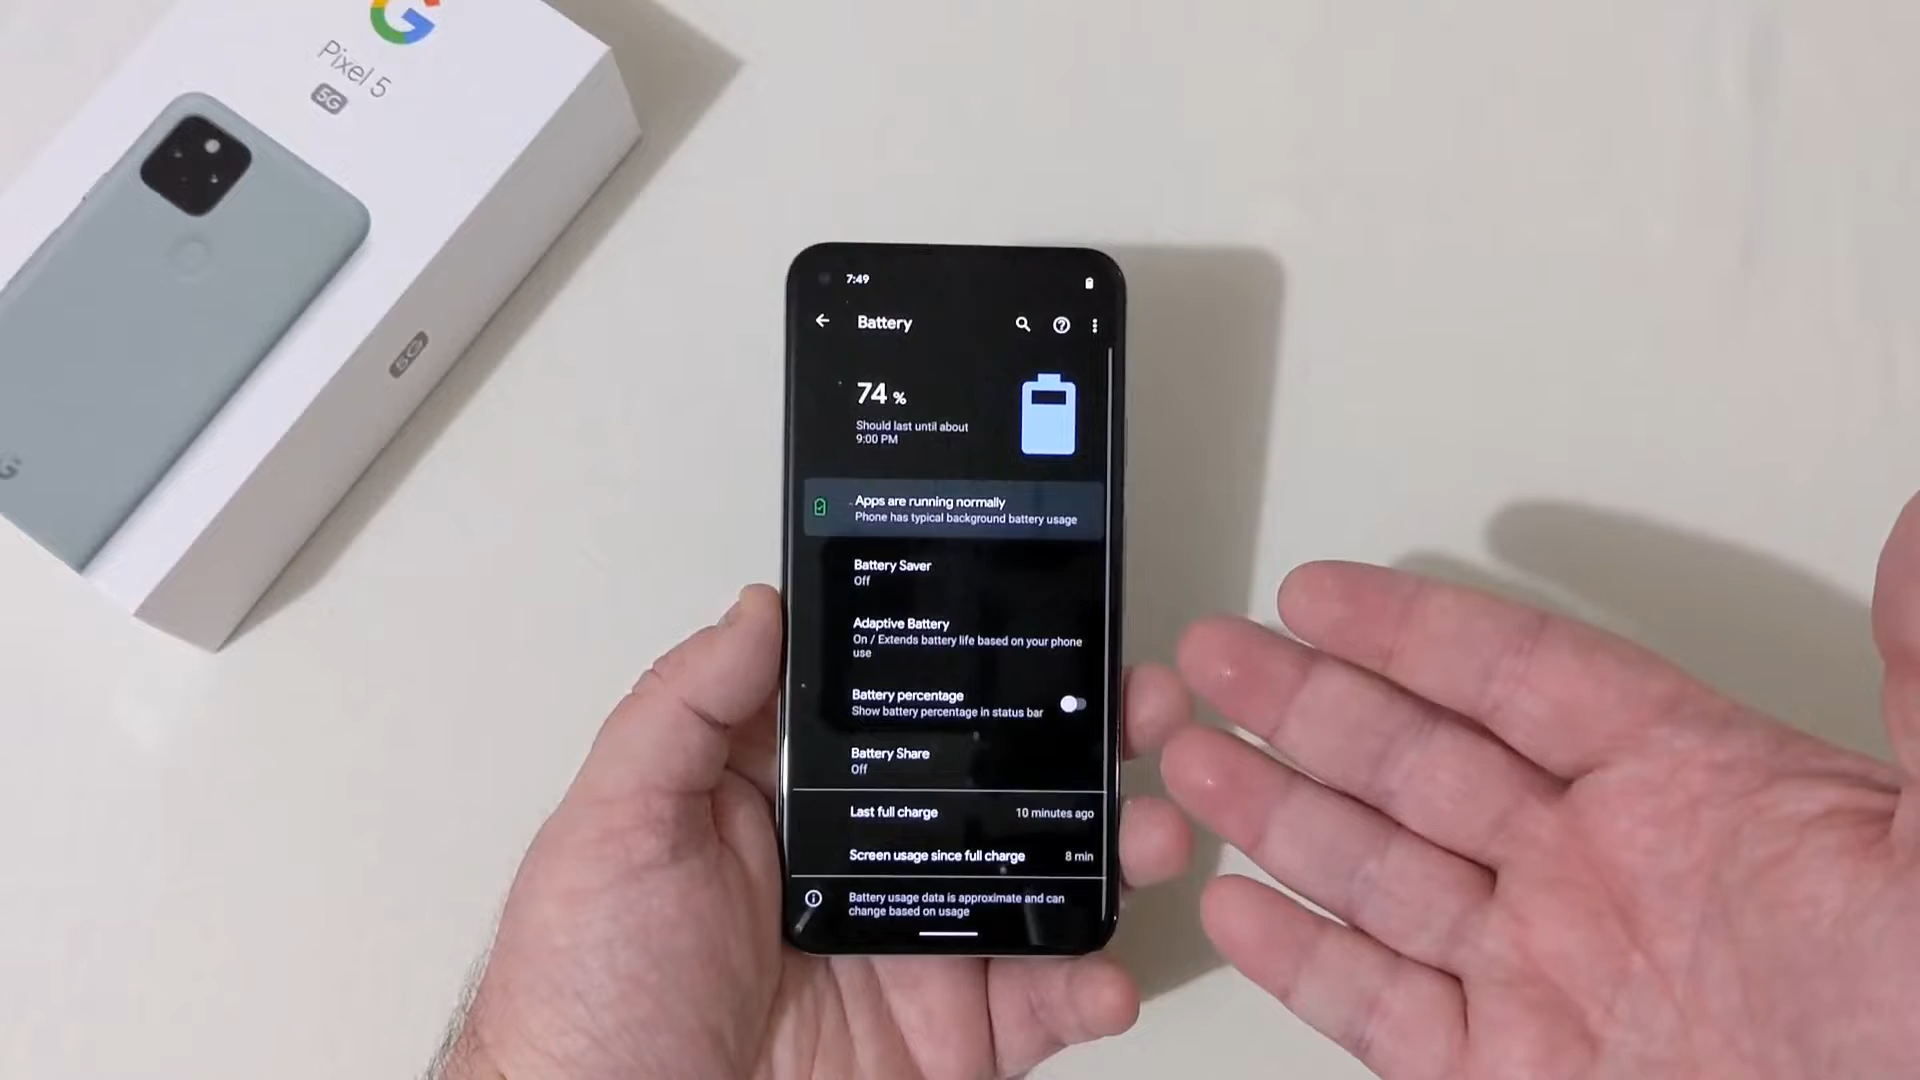 G
Pixel 5
5G
5G
G
7:49
Battery
74 %
Should last until about
9:00 PM
Apps are running normally
Phone has typical background battery usage
Battery Saver
Off
Adaptive Battery
On / Extends battery life based on your phone
use
Battery percentage
Show battery percentage in status bar
Battery Share
Off
Last full charge 10 minutes ago
Screen usage since full charge 8 min
Battery usage data is approximate and can
change based on usage